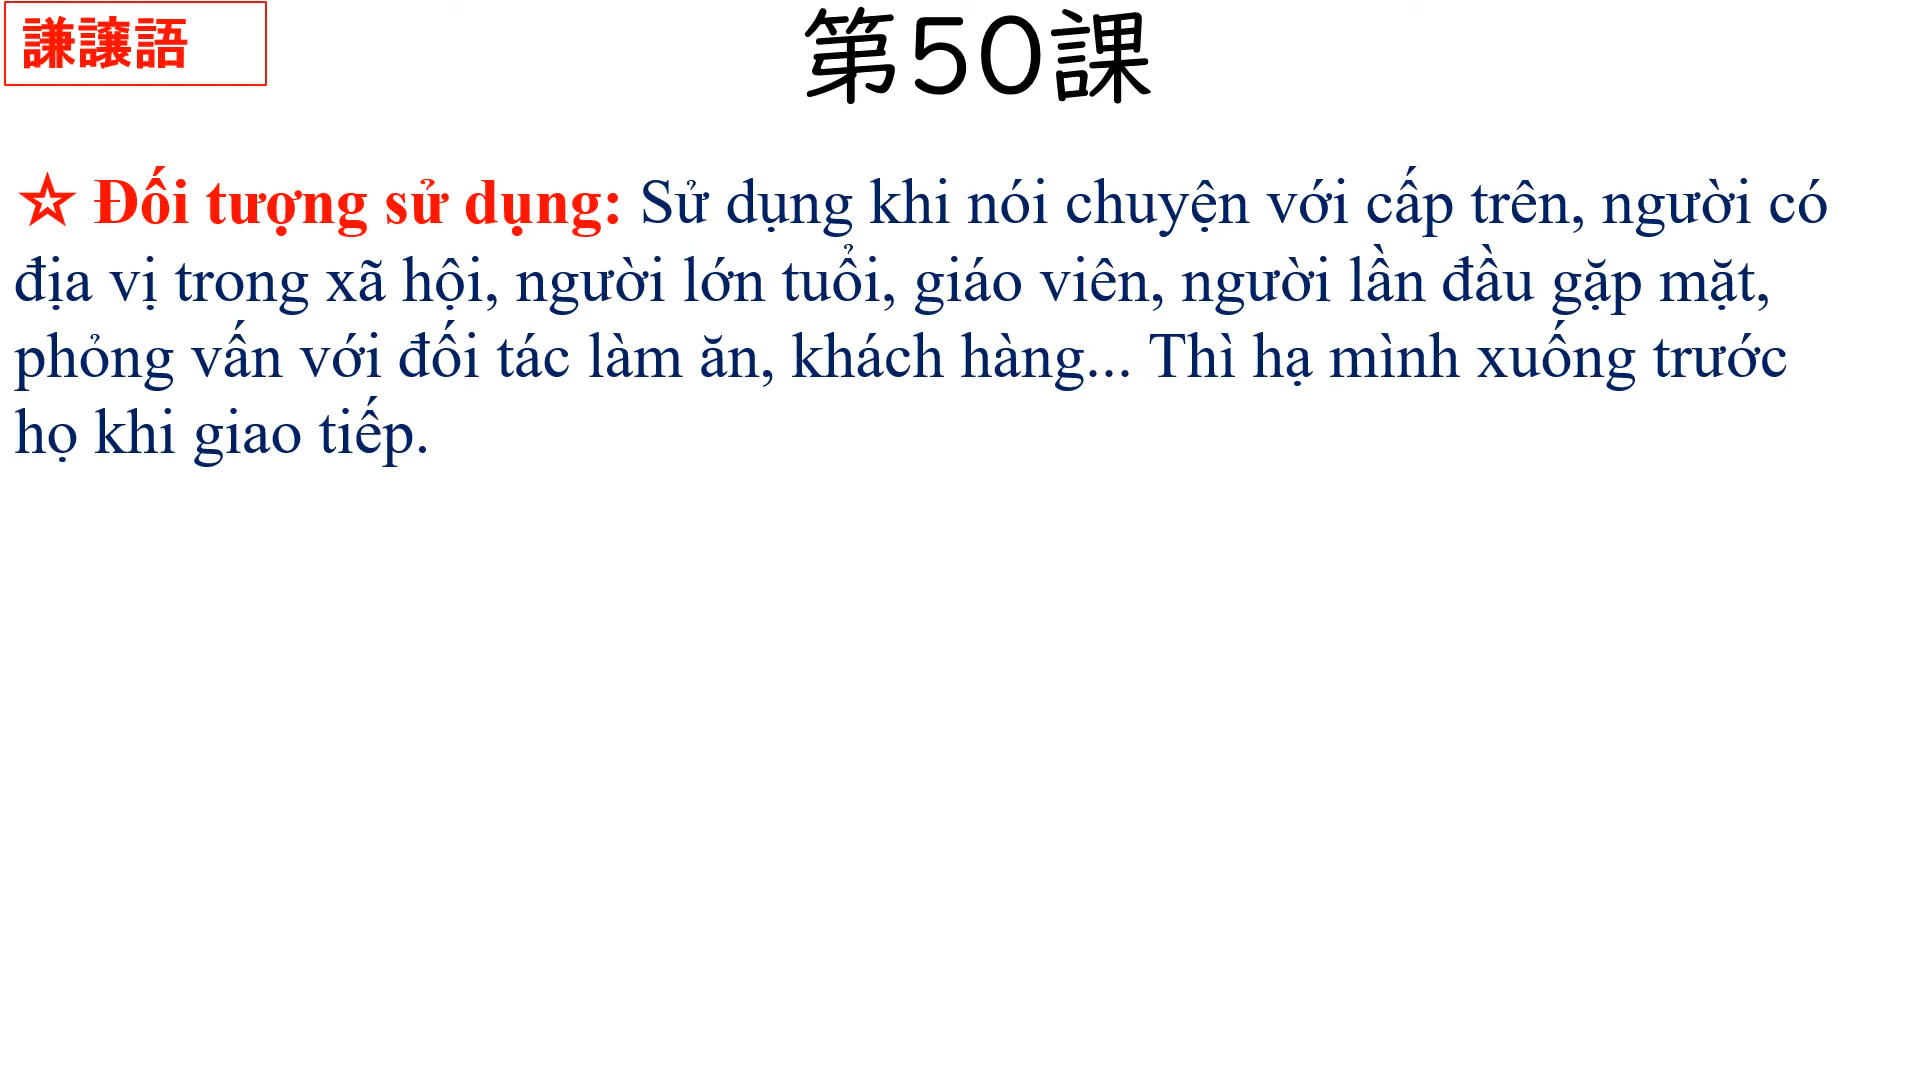 謙譲語
第50課
☆ Đối tượng sử dụng: Sử dụng khi nói chuyện với cấp trên, người có
địa vị trong xã hội, người lớn tuổi, giáo viên, người lần đầu gặp mặt,
phỏng vấn với đối tác làm ăn, khách hàng... Thì hạ mình xuống trước
họ khi giao tiếp.